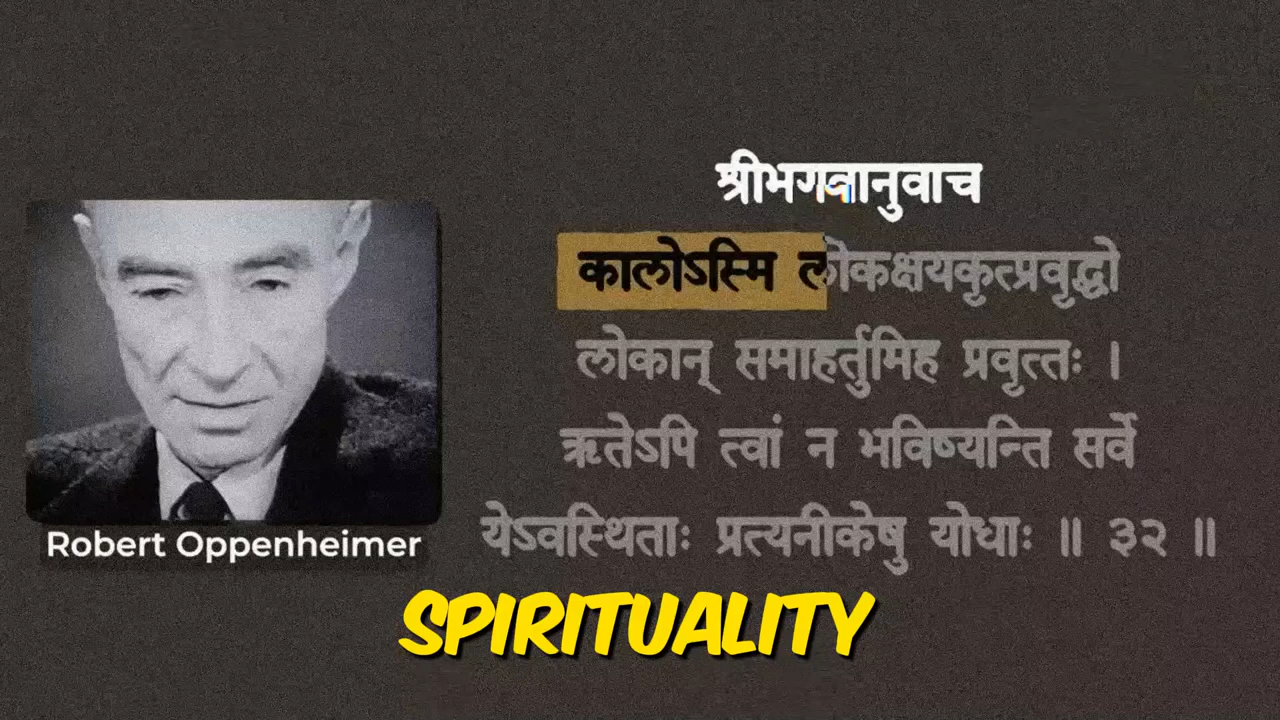 श्रीभगवानुवाच
कालोऽस्मि लोकक्षयकृत्प्रवृद्धो
लोकान् समाहर्तुमिह प्रवृत्तः ।
ऋतेऽपि त्वां न भविष्यन्ति सर्वे
येऽवस्थिताः प्रत्यनीकेषु योधाः ॥ ३२ ॥
Robert Oppenheimer
SPIRITUALITY